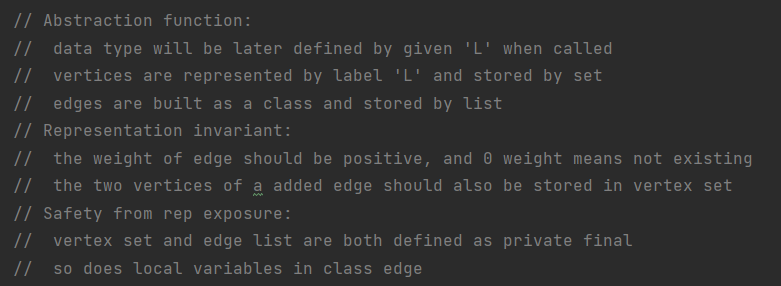 // Abstraction function:
//  data type will be later defined by given 'L' when called
//  vertices are represented by label 'L' and stored by set
//  edges are built as a class and stored by list
// Representation invariant:
//  the weight of edge should be positive, and 0 weight means not existing
//  the two vertices of a added edge should also be stored in vertex set
// Safety from rep exposure:
//  vertex set and edge list are both defined as private final
//  so does local variables in class edge